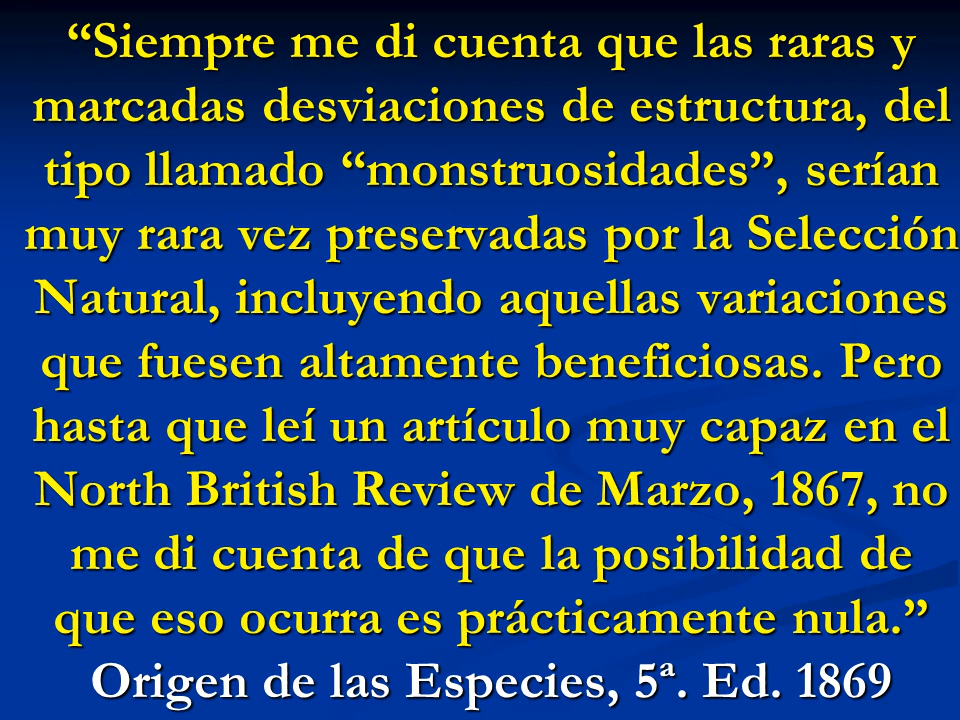 “Siempre me di cuenta que las raras y
marcadas desviaciones de estructura, del
tipo llamado “monstruosidades”, serían
muy rara vez preservadas por la Selección
Natural, incluyendo aquellas variaciones
que fuesen altamente beneficiosas. Pero
hasta que leí un artículo muy capaz en el
North British Review de Marzo, 1867, no
me di cuenta de que la posibilidad de
que eso ocurra es prácticamente nula.”
Origen de las Especies, 5ª. Ed. 1869